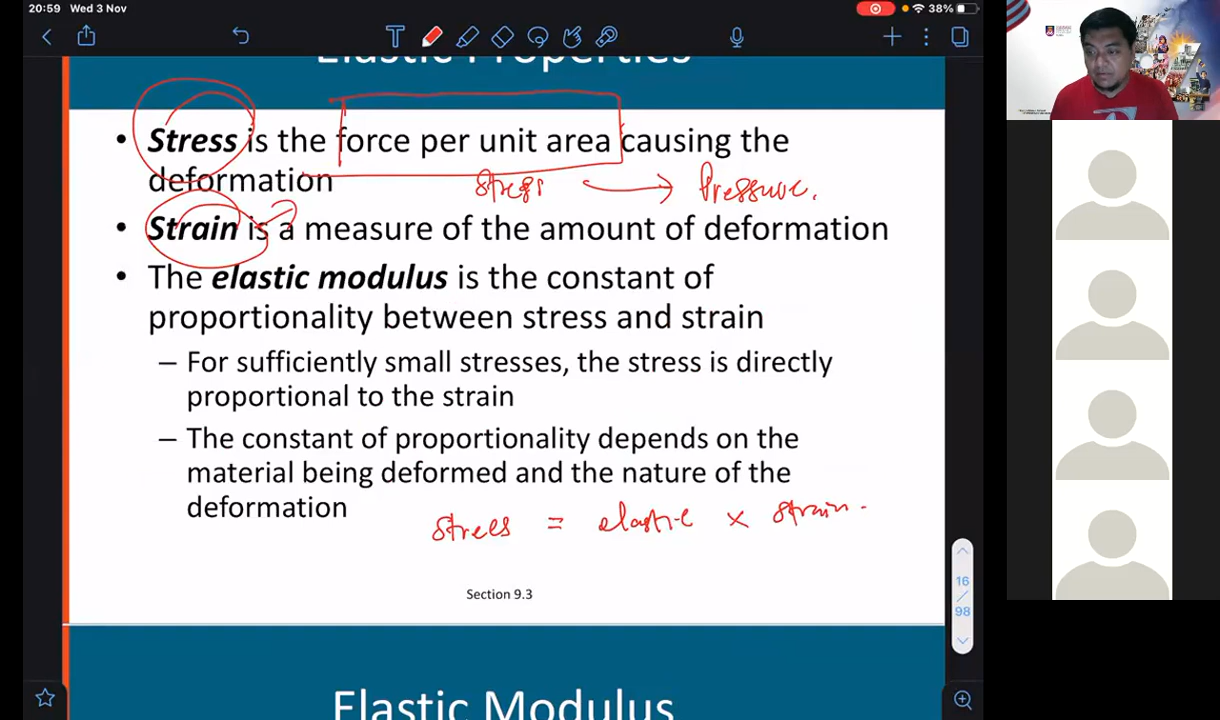 20:59 Wed 3 Nov
38%
Elastic Properties
• Stress is the force per unit area causing the
deformation
stress → Pressure.
• Strain is a measure of the amount of deformation
• The elastic modulus is the constant of
proportionality between stress and strain
– For sufficiently small stresses, the stress is directly
proportional to the strain
– The constant of proportionality depends on the
material being deformed and the nature of the
deformation
stress = elastic × strain.
Section 9.3
16
/
98
Elastic Modulus